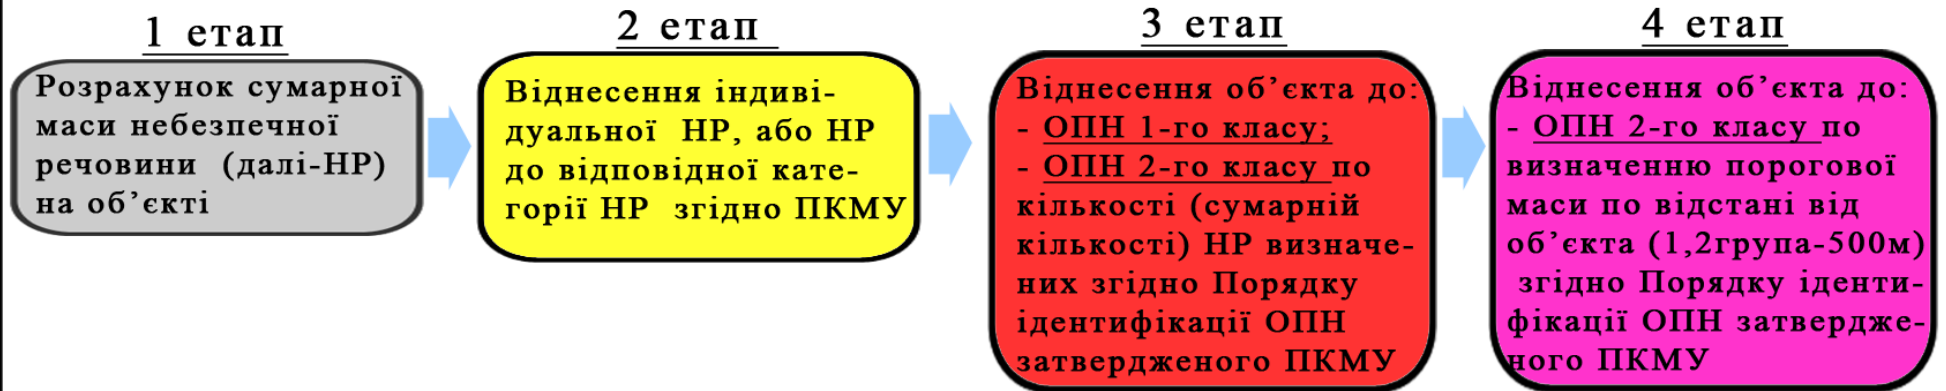 1 етап
Розрахунок сумарної
маси небезпечної
речовини (далі-НР)
на об’єкті
2 етап
Віднесення індиві-
дуальної НР, або НР
до відповідної кате-
горії НР згідно ПКМУ
3 етап
Віднесення об’єкта до:
- ОПН 1-го класу;
- ОПН 2-го класу по
кількості (сумарній
кількості) НР визначе-
них згідно Порядку
ідентифікації ОПН
затвердженого ПКМУ
4 етап
Віднесення об’єкта до:
- ОПН 2-го класу по
визначенню порогової
маси по відстані від
об’єкта (1,2група-500м)
згідно Порядку іденти-
фікації ОПН затвердже-
ного ПКМУ